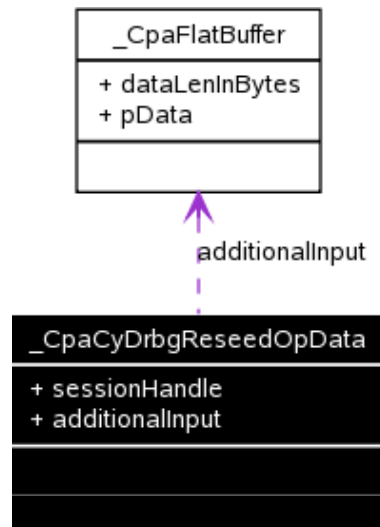 _CpaFlatBuffer
+ dataLenInBytes
+ pData
additionalInput
_CpaCyDrbgReseedOpData
+ sessionHandle
+ additionalInput